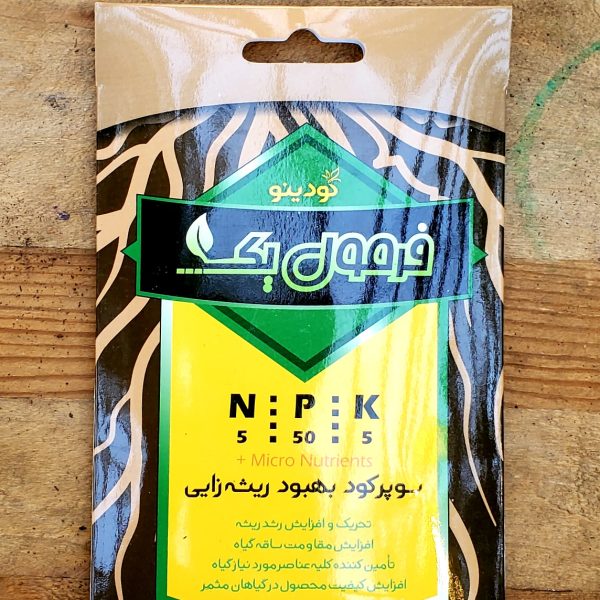 کودینو
فرمول یک
N P K
5 50 5
+ Micro Nutrients
سوپرکود بهبود ریشه زایی
تحریک و افزایش رشد ریشه
افزایش مقاومت ساقه گیاه
تأمین کننده کلیه عناصر مورد نیاز گیاه
افزایش کیفیت محصول در گیاهان مثمر